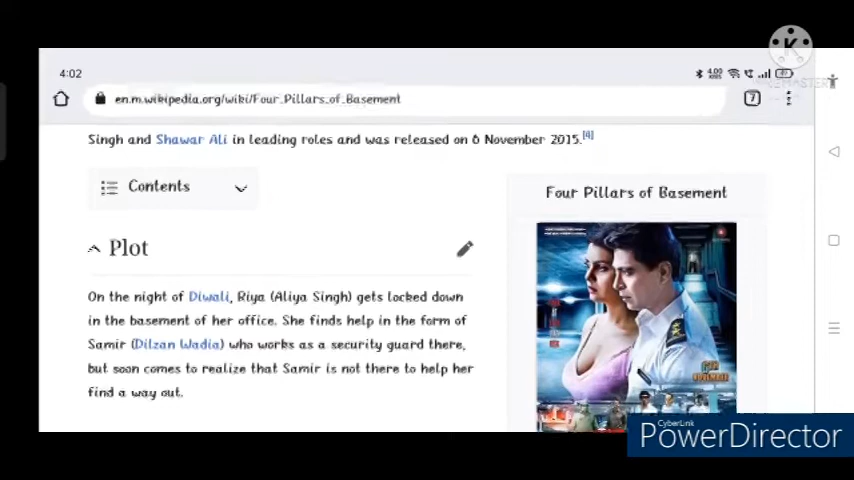 4:02
en.m.wikipedia.org/wiki/Four_Pillars_of_Basement
7
Singh and Shawar Ali in leading roles and was released on 6 November 2015.[4]
Contents
Plot
On the night of Diwali, Riya (Aliya Singh) gets locked down
in the basement of her office. She finds help in the form of
Samir (Dilzan Wadia) who works as a security guard there,
but soon comes to realize that Samir is not there to help her
find a way out.
Four Pillars of Basement
6TH
NOVEMBER
CyberLink
PowerDirector